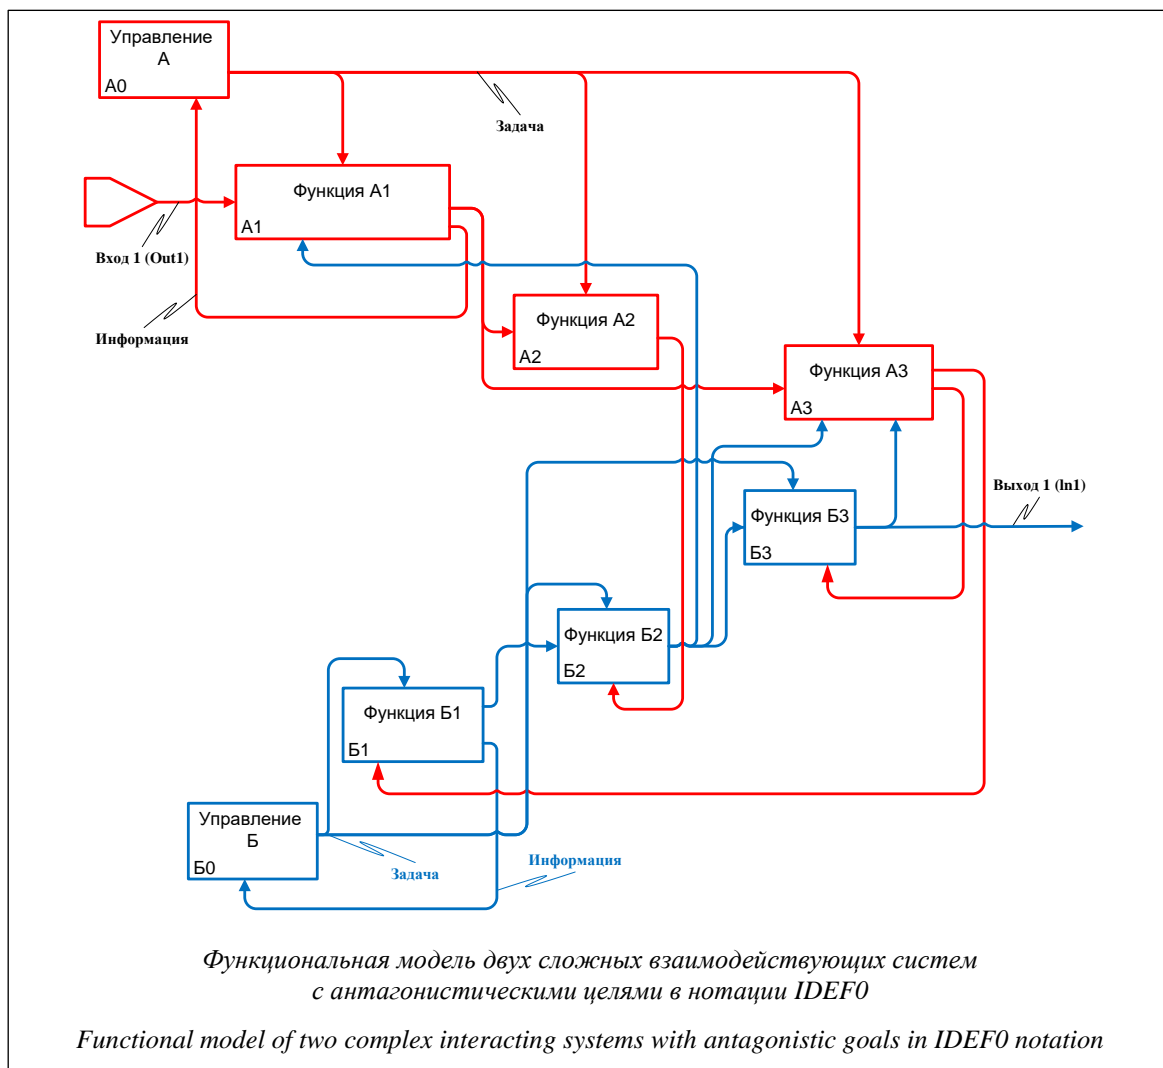 Управление
А
А0
Задача
Функция А1
А1
Вход 1 (Out1)
Информация
Функция А2
А2
Функция А3
А3
Выход 1 (ln1)
Функция Б3
Б3
Функция Б2
Б2
Функция Б1
Б1
Управление
Б
Б0
Задача
Информация
Функциональная модель двух сложных взаимодействующих систем
с антагонистическими целями в нотации IDEF0
Functional model of two complex interacting systems with antagonistic goals in IDEF0 notation